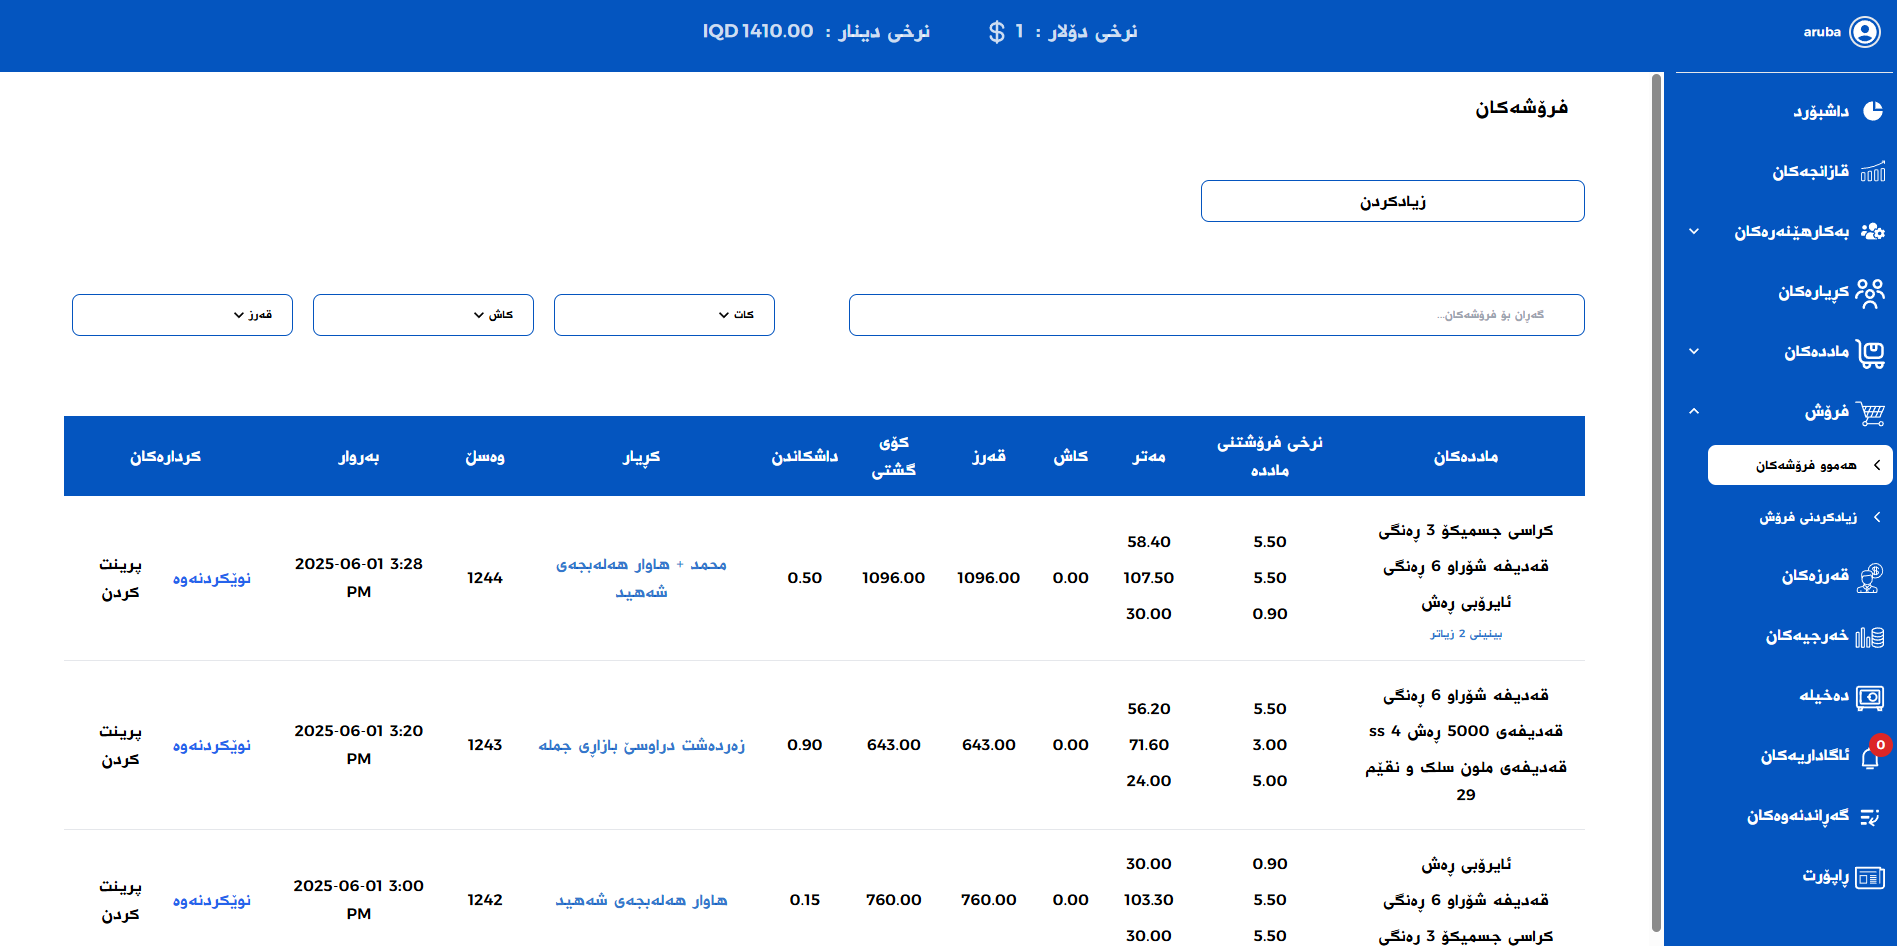 نرخی دۆلار : 1 $
نرخی دینار : IQD 1410.00
aruba
داشبۆرد
قازانجەکان
بەکارهێنەرەکان
کڕیارەکان
ماددەکان
فرۆش
هەموو فرۆشەکان
زیادکردنی فرۆش
قەرزەکان
خەرجیەکان
دەخیلە
ئاگاداریەکان
0
گەڕاندنەوەکان
ڕاپۆرت
فرۆشەکان
زیادکردن
گەڕان بۆ فرۆشەکان...
کات
کاش
قەرز
ماددەکان
نرخی فرۆشتنی
ماددە
مەتر
کاش
قەرز
کۆی
گشتی
داشکاندن
کڕیار
وەسڵ
بەروار
کردارەکان
کراسی جسمیکۆ 3 ڕەنگی
قەدیفە شۆراو 6 ڕەنگی
ئایرۆبی ڕەش
بینینی 2 زیاتر
5.50
5.50
0.90
58.40
107.50
30.00
0.00
1096.00
1096.00
0.50
محمد + هاوار هەلەبجەی
شەهید
1244
2025-06-01 3:28
PM
نوێکردنەوە
پرینت
کردن
قەدیفە شۆراو 6 ڕەنگی
قەدیفەی 5000 ڕەش 4 ss
قەدیفەی ملون سلک و نقێم
29
5.50
3.00
5.00
56.20
71.60
24.00
0.00
643.00
643.00
0.90
زەردەشت دراوسێ بازاڕی جملە
1243
2025-06-01 3:20
PM
نوێکردنەوە
پرینت
کردن
ئایرۆبی ڕەش
قەدیفە شۆراو 6 ڕەنگی
کراسی جسمیکۆ 3 ڕەنگی
0.90
5.50
5.50
30.00
103.30
30.00
0.00
760.00
760.00
0.15
هاوار هەلەبجەی شەهید
1242
2025-06-01 3:00
PM
نوێکردنەوە
پرینت
کردن